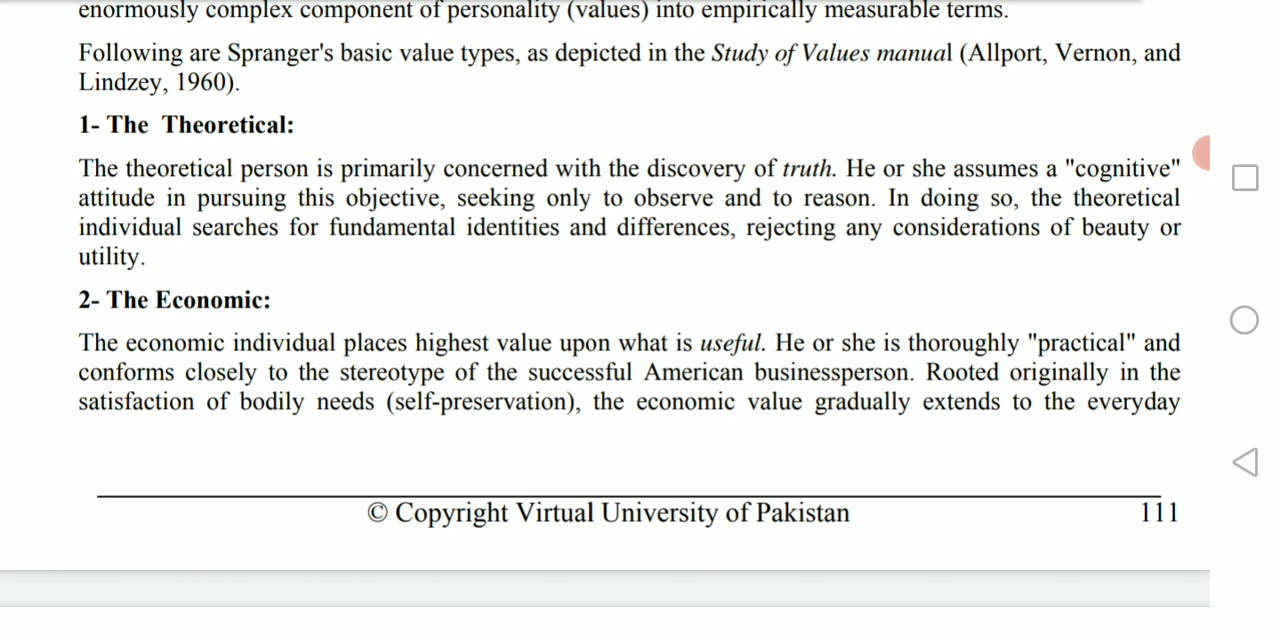 enormously complex component of personality (values) into empirically measurable terms.
Following are Spranger's basic value types, as depicted in the Study of Values manual (Allport, Vernon, and
Lindzey, 1960).
1- The Theoretical:
The theoretical person is primarily concerned with the discovery of truth. He or she assumes a "cognitive"
attitude in pursuing this objective, seeking only to observe and to reason. In doing so, the theoretical
individual searches for fundamental identities and differences, rejecting any considerations of beauty or
utility.
2- The Economic:
The economic individual places highest value upon what is useful. He or she is thoroughly "practical" and
conforms closely to the stereotype of the successful American businessperson. Rooted originally in the
satisfaction of bodily needs (self-preservation), the economic value gradually extends to the everyday
© Copyright Virtual University of Pakistan 111